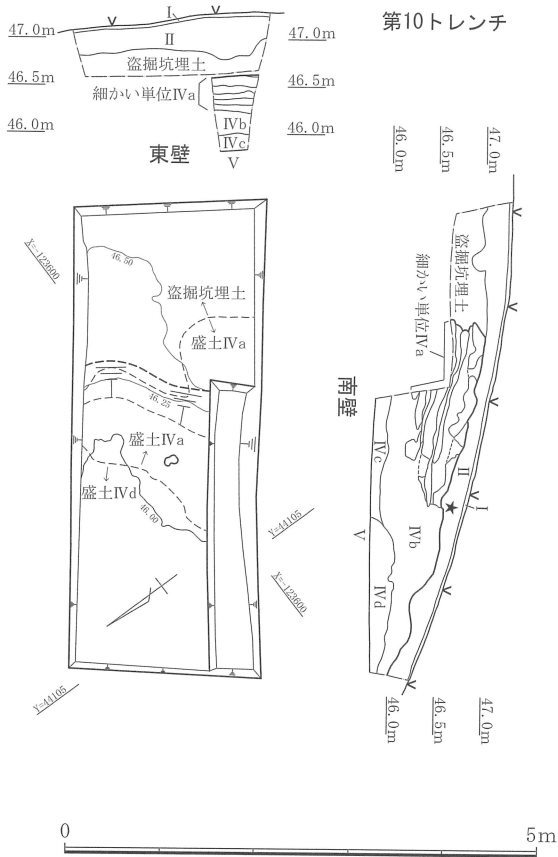 第10トレンチ
47.0m
I
II
47.0m
盗掘坑埋土
46.5m
細かい単位IVa
46.5m
46.0m
IVb
46.0m
IVc
東壁
V
46.0m
46.5m
47.0m
X=-123600
46.50
盗掘坑埋土
盛土IVa
46.25
盛土IVa
盛土IVd
46.00
Y=44105
X=-123600
Y=44105
盗掘坑埋土
細かい単位IVa
南壁
IVc
II
I
IVb
V
IVd
46.0m
46.5m
47.0m
0
5m